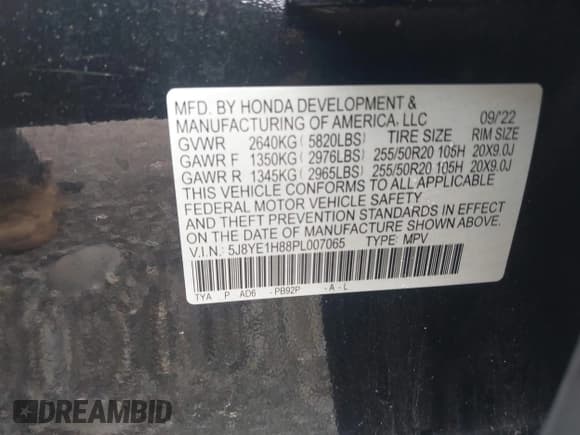 MFD. BY HONDA DEVELOPMENT &
MANUFACTURING OF AMERICA, LLC 09/'22
GVWR 2640KG ( 5820LBS) TIRE SIZE RIM SIZE
GAWR F 1350KG ( 2976LBS) 255/50R20 105H 20X9.0J
GAWR R 1345KG ( 2965LBS) 255/50R20 105H 20X9.0J
THIS VEHICLE CONFORMS TO ALL APPLICABLE
FEDERAL MOTOR VEHICLE SAFETY
AND THEFT PREVENTION STANDARDS IN EFFECT
ON THE DATE OF MANUFACTURE SHOWN ABOVE.
V.I.N.: 5J8YE1H88PL007065 TYPE: MPV
TYA P AD6 -PB92P -A-L
DREAMBID